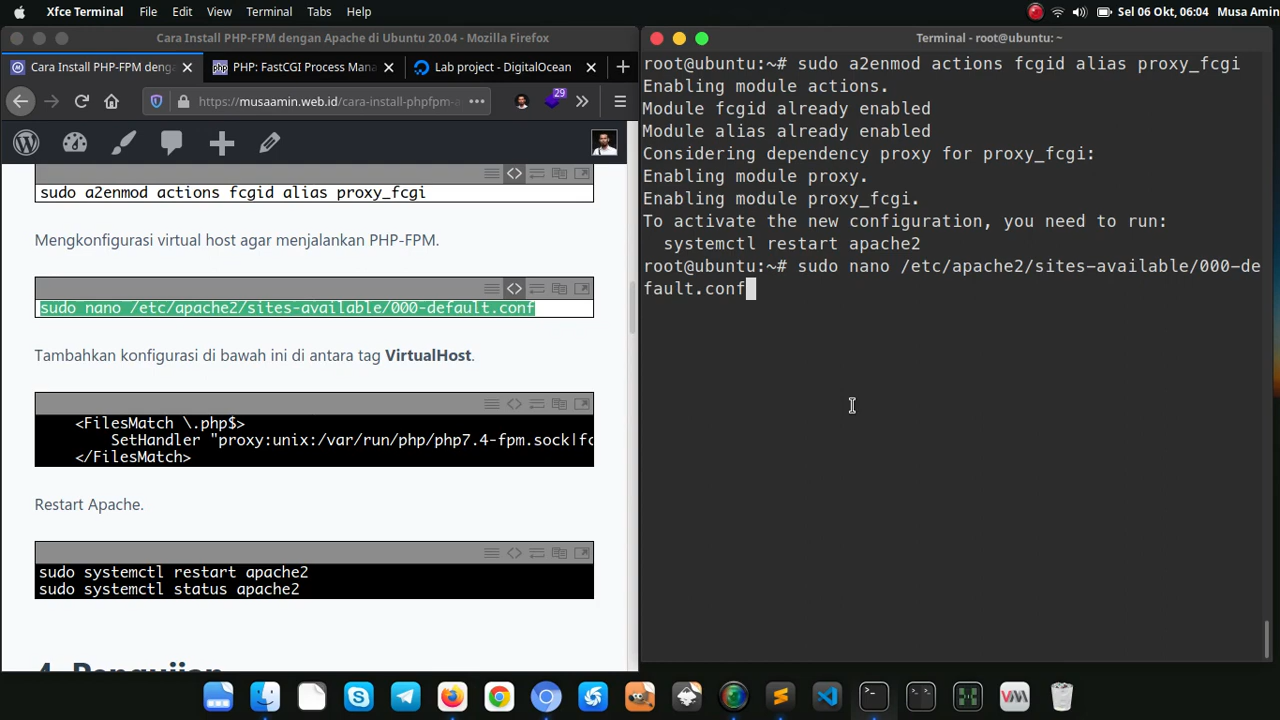 Xfce Terminal File Edit View Terminal Tabs Help
Sel 06 Okt, 06:04 Musa Amin
Cara Install PHP-FPM dengan Apache di Ubuntu 20.04 - Mozilla Firefox
Cara Install PHP-FPM deng
PHP: FastCGI Process Mana
Lab project - DigitalOcean
https://musaamin.web.id/cara-install-phpfpm-a
29
sudo a2enmod actions fcgid alias proxy_fcgi
Mengkonfigurasi virtual host agar menjalankan PHP-FPM.
sudo nano /etc/apache2/sites-available/000-default.conf
Tambahkan konfigurasi di bawah ini di antara tag VirtualHost.
<FilesMatch \.php$>
SetHandler "proxy:unix:/var/run/php/php7.4-fpm.sock|fc
</FilesMatch>
Restart Apache.
sudo systemctl restart apache2
sudo systemctl status apache2
4. Pengujian
Terminal - root@ubuntu: ~
root@ubuntu:~# sudo a2enmod actions fcgid alias proxy_fcgi
Enabling module actions.
Module fcgid already enabled
Module alias already enabled
Considering dependency proxy for proxy_fcgi:
Enabling module proxy.
Enabling module proxy_fcgi.
To activate the new configuration, you need to run:
systemctl restart apache2
root@ubuntu:~# sudo nano /etc/apache2/sites-available/000-de
fault.conf